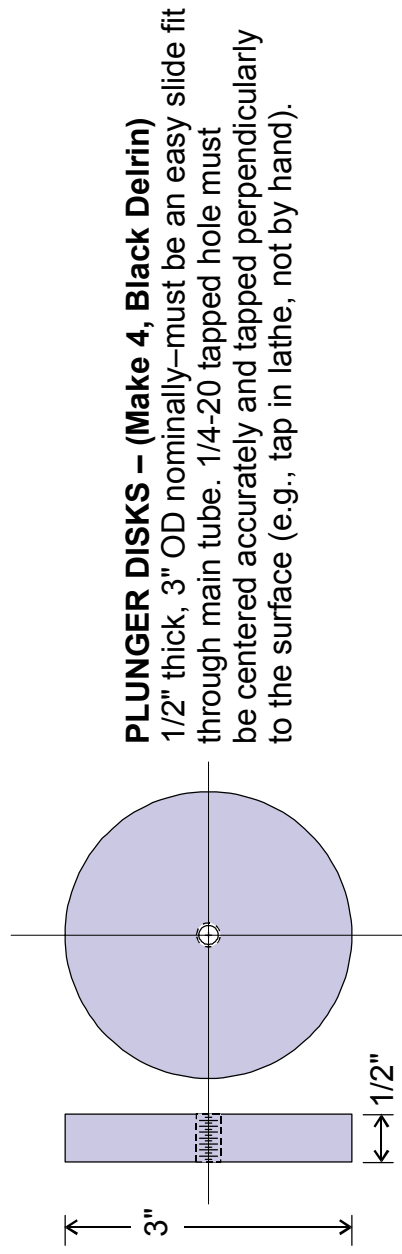 PLUNGER DISKS – (Make 4, Black Delrin)
1/2" thick, 3" OD nominally–must be an easy slide fit
through main tube. 1/4-20 tapped hole must
be centered accurately and tapped perpendicularly
to the surface (e.g., tap in lathe, not by hand).
3"
1/2"